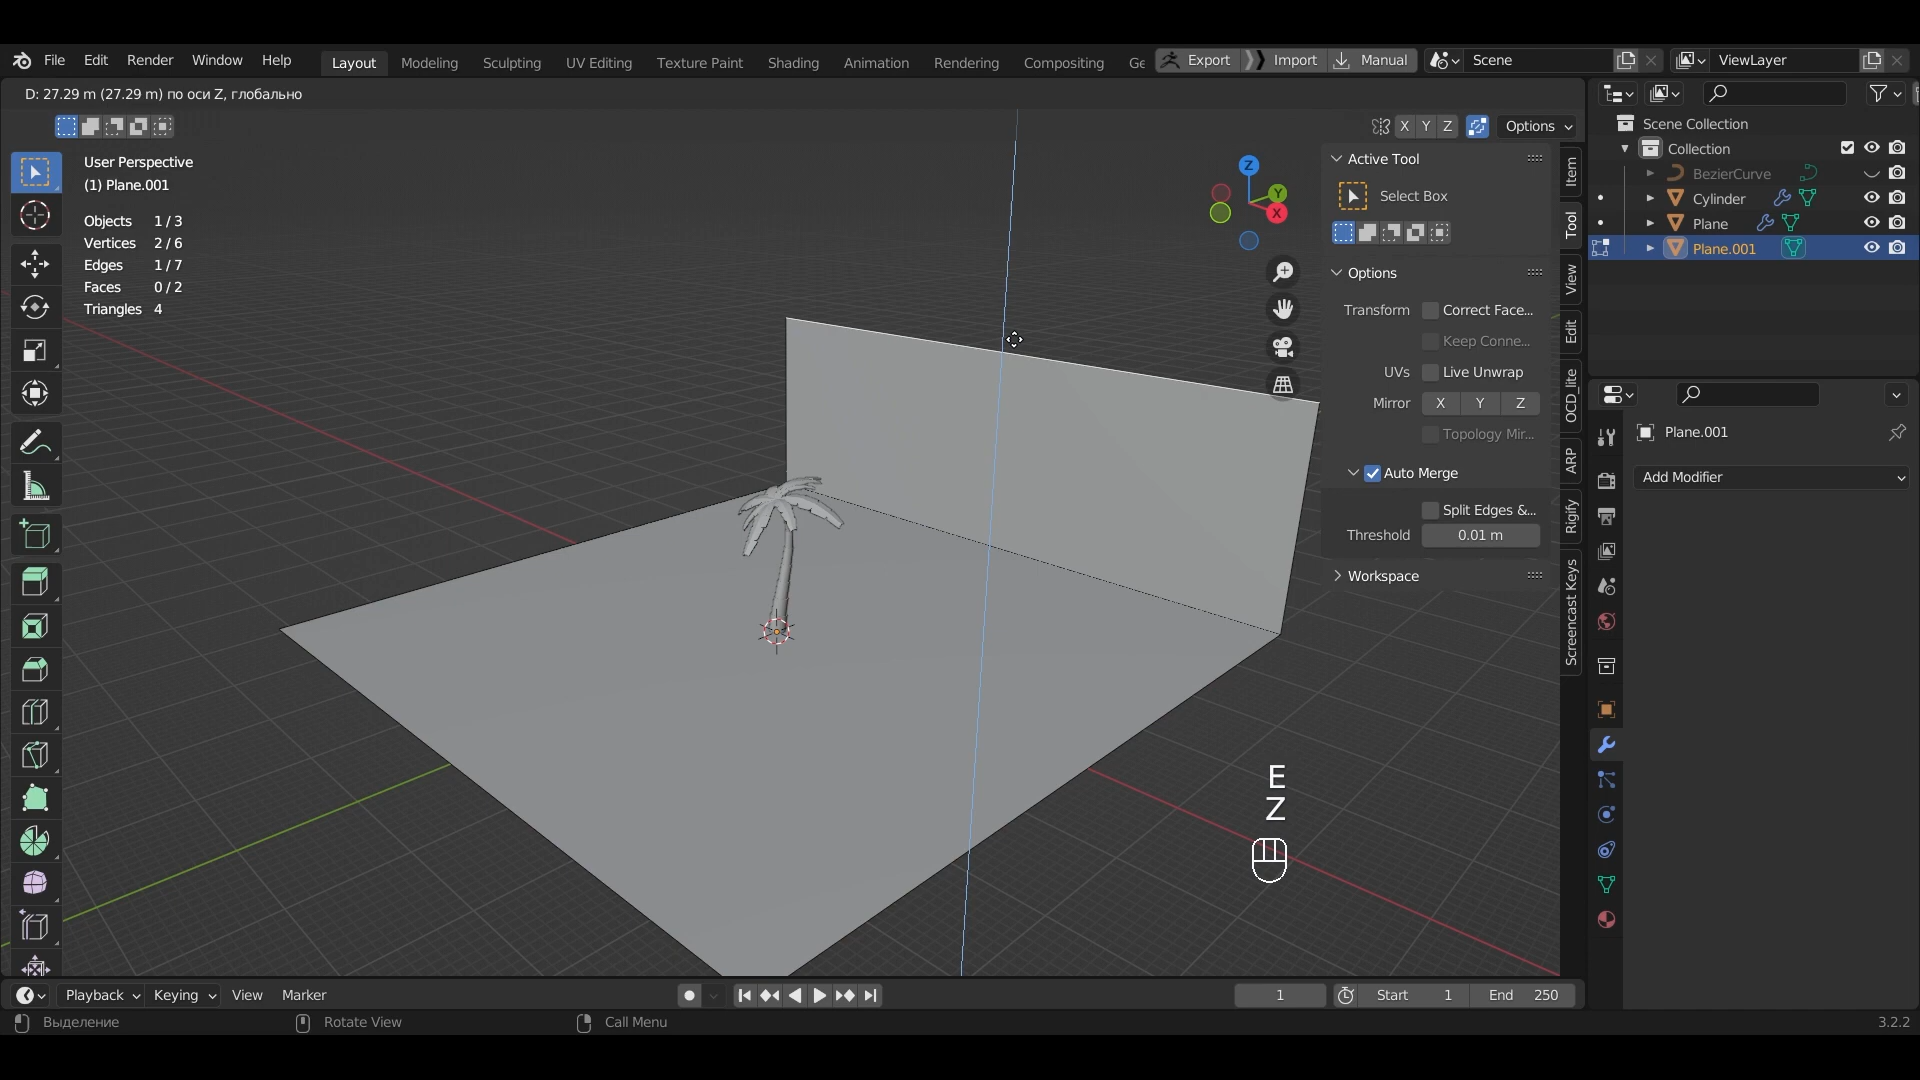 File Edit Render Window Help Layout Modeling Sculpting UV Editing Texture Paint Shading Animation Rendering Compositing Ge Export Import Manual Scene ViewLayer
D: 27.29 m (27.29 m) по оси Z, глобально
X Y Z Options
User Perspective
(1) Plane.001
Objects 1 / 3
Vertices 2 / 6
Edges 1 / 7
Faces 0 / 2
Triangles 4
Z
Y
X
Active Tool
Select Box
Options
Transform Correct Face...
Keep Conne...
UVs Live Unwrap
Mirror X Y Z
Topology Mir...
Auto Merge
Split Edges &...
Threshold 0.01 m
Workspace
Item
Tool
View
Edit
OCD_lite
ARP
Rigify
Screencast Keys
Scene Collection
Collection
BezierCurve
Cylinder
Plane
Plane.001
Plane.001
Add Modifier
E
Z
Playback Keying View Marker 1 Start 1 End 250
Выделение Rotate View Call Menu 3.2.2